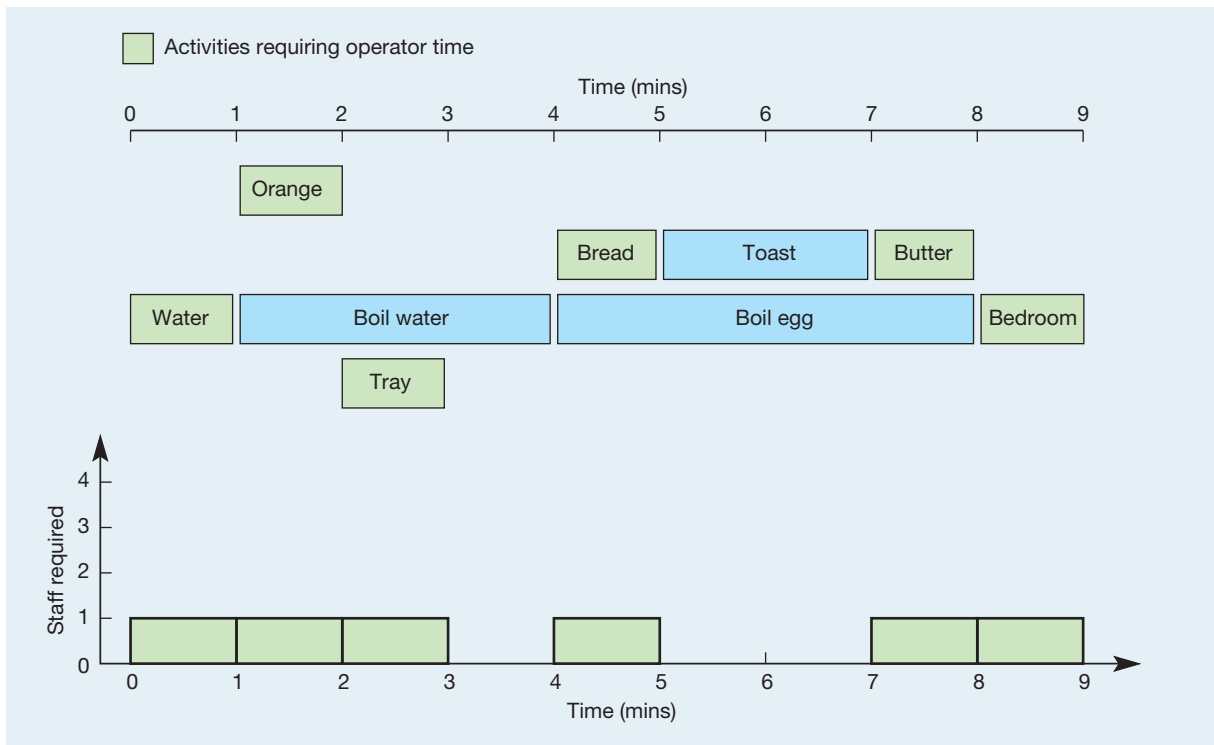 Activities requiring operator time
Time (mins)
0 1 2 3 4 5 6 7 8 9
Orange
Bread Toast Butter
Water Boil water Boil egg Bedroom
Tray
Staff required
4
3
2
1
0
0 1 2 3 4 5 6 7 8 9
Time (mins)